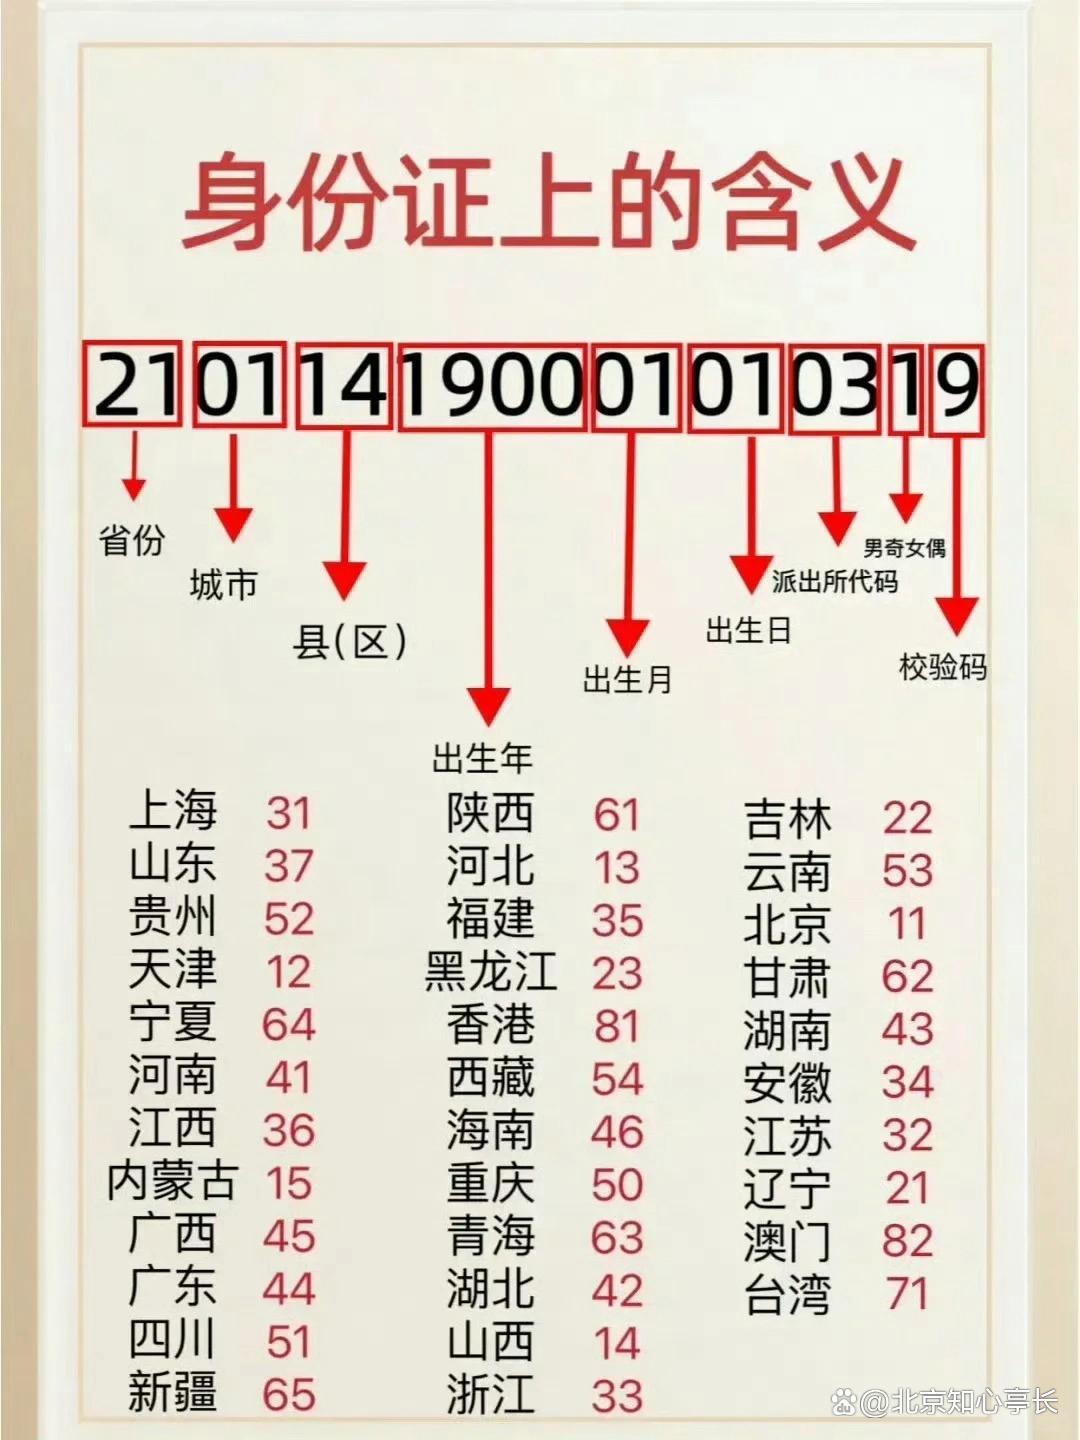 身份证上的含义
210114190001010319
省份
城市
县(区)
出生年
出生月
出生日
派出所代码
男奇女偶
校验码
上海 31
山东 37
贵州 52
天津 12
宁夏 64
河南 41
江西 36
内蒙古 15
广西 45
广东 44
四川 51
新疆 65
陕西 61
河北 13
福建 35
黑龙江 23
香港 81
西藏 54
海南 46
重庆 50
青海 63
湖北 42
山西 14
浙江 33
吉林 22
云南 53
北京 11
甘肃 62
湖南 43
安徽 34
江苏 32
辽宁 21
澳门 82
台湾 71
du @北京知心亭长